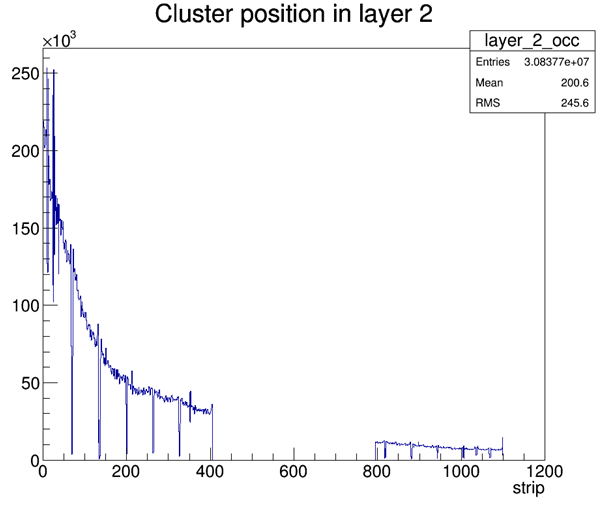 Cluster position in layer 2
×10³
layer_2_occ
Entries 3.08377e+07
Mean 200.6
RMS 245.6
250
200
150
100
50
0
0 200 400 600 800 1000 1200
strip